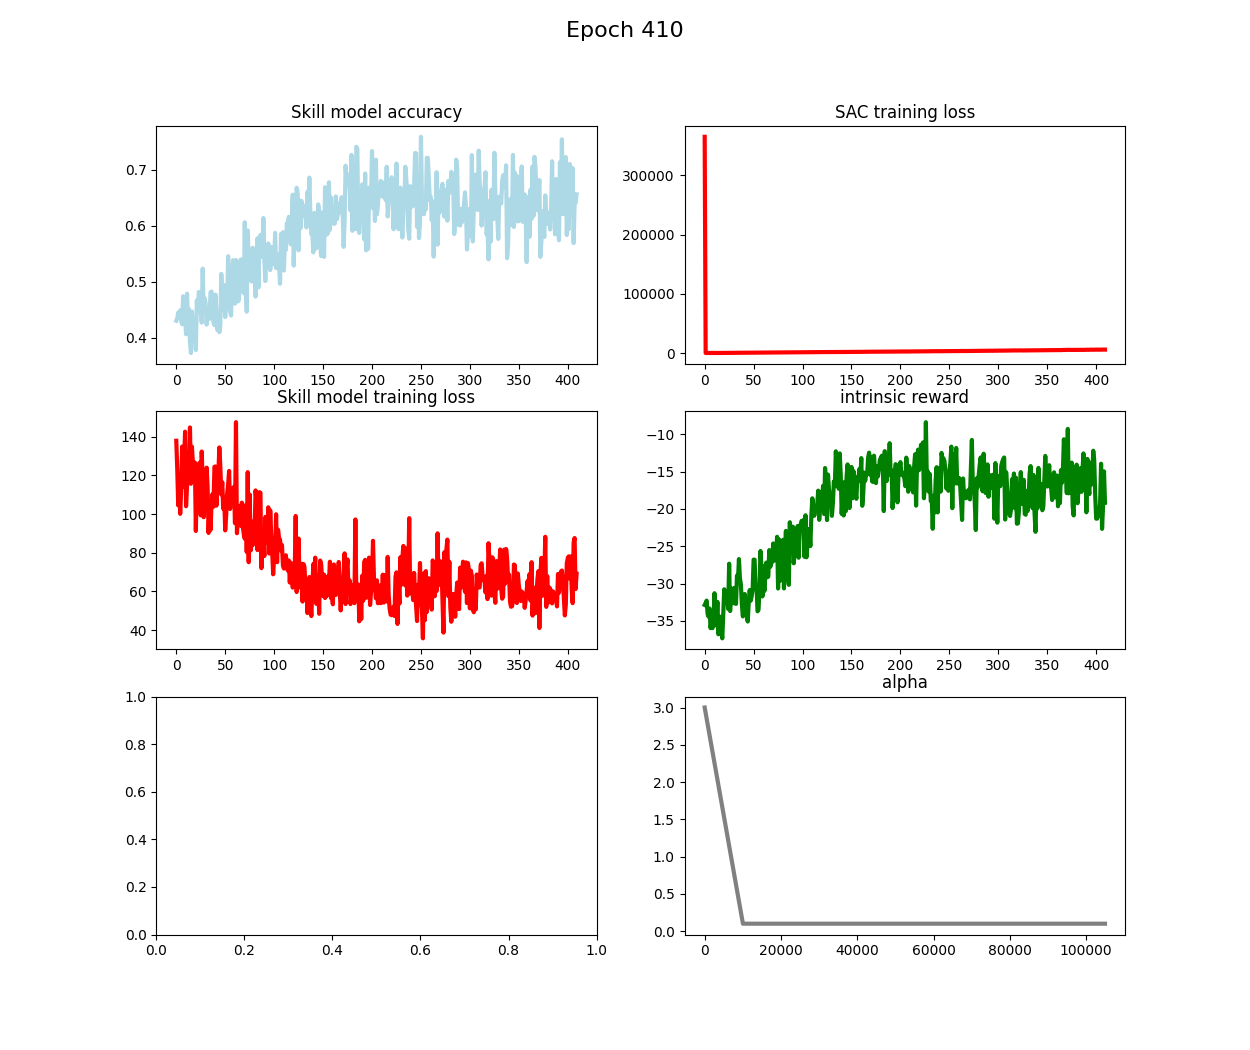 Epoch 410
Skill model accuracy
0.7
0.6
0.5
0.4
0 50 100 150 200 250 300 350 400
SAC training loss
300000
200000
100000
0
0 50 100 150 200 250 300 350 400
Skill model training loss
140
120
100
80
60
40
0 50 100 150 200 250 300 350 400
intrinsic reward
−10
−15
−20
−25
−30
−35
0 50 100 150 200 250 300 350 400
1.0
0.8
0.6
0.4
0.2
0.0
0.0 0.2 0.4 0.6 0.8 1.0
alpha
3.0
2.5
2.0
1.5
1.0
0.5
0.0
0 20000 40000 60000 80000 100000